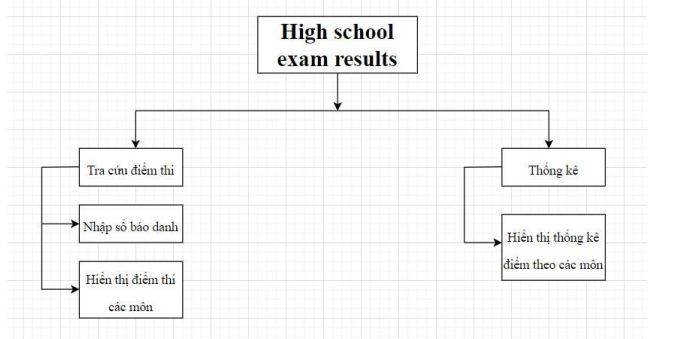 High school
exam results
Tra cứu điểm thi
Nhập số báo danh
Hiển thị điểm thi
các môn
Thống kê
Hiển thị thống kê
điểm theo các môn